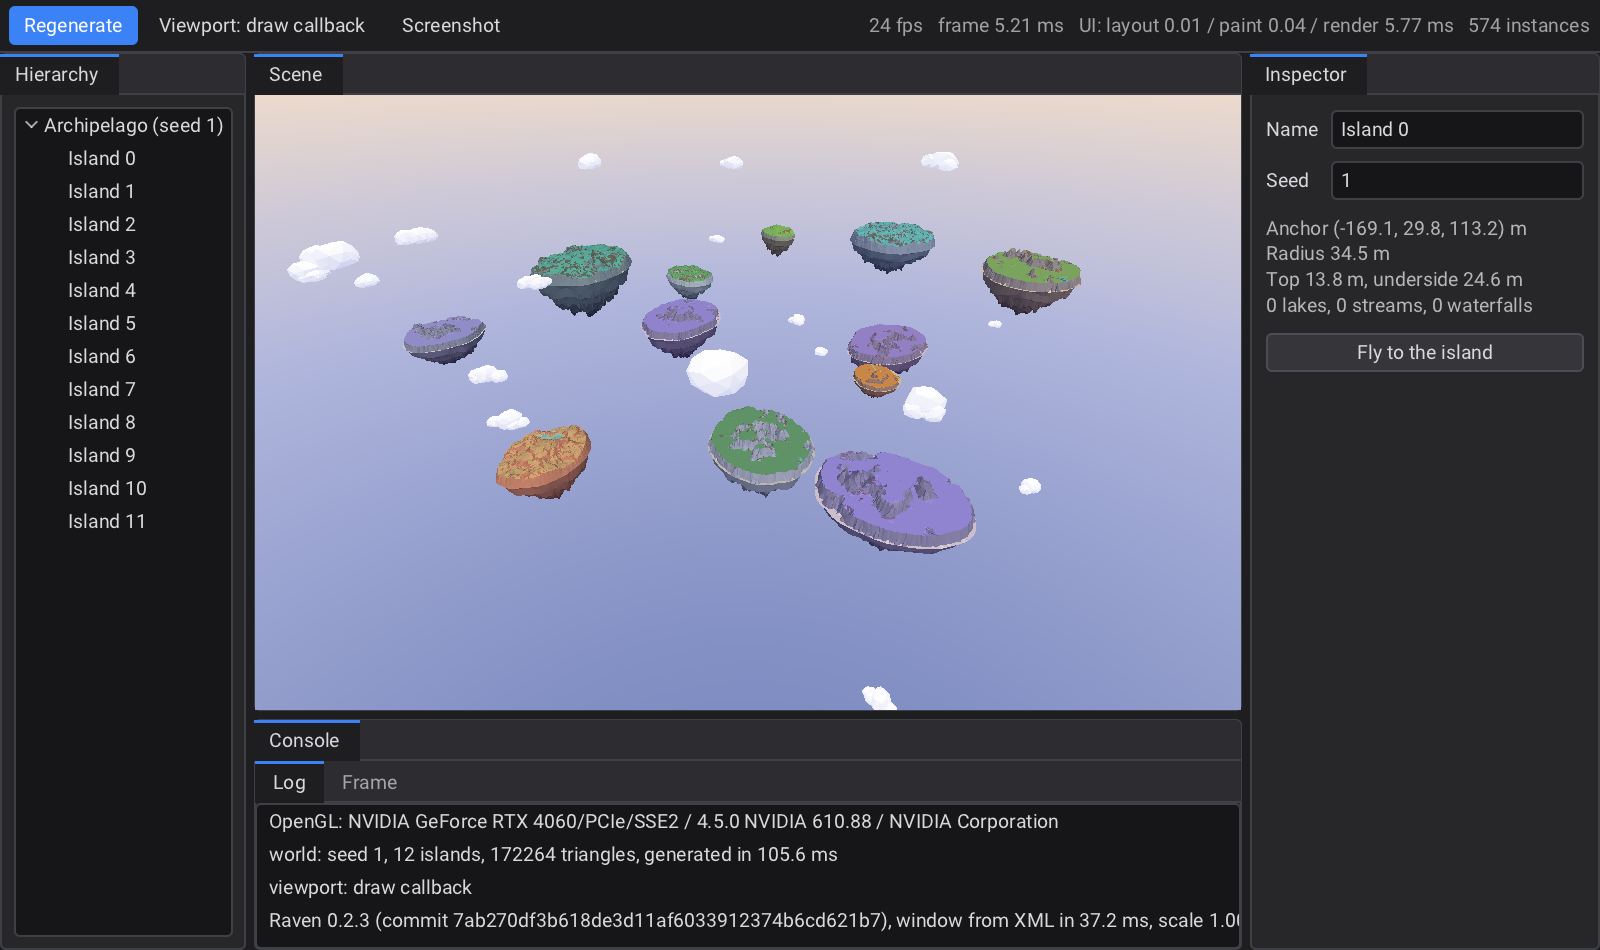 Regenerate Viewport: draw callback Screenshot 24 fps frame 5.21 ms UI: layout 0.01 / paint 0.04 / render 5.77 ms 574 instances
Hierarchy
Archipelago (seed 1)
Island 0
Island 1
Island 2
Island 3
Island 4
Island 5
Island 6
Island 7
Island 8
Island 9
Island 10
Island 11
Scene
Console
Log Frame
OpenGL: NVIDIA GeForce RTX 4060/PCIe/SSE2 / 4.5.0 NVIDIA 610.88 / NVIDIA Corporation
world: seed 1, 12 islands, 172264 triangles, generated in 105.6 ms
viewport: draw callback
Raven 0.2.3 (commit 7ab270df3b618de3d11af6033912374b6cd621b7), window from XML in 37.2 ms, scale
Inspector
Name Island 0
Seed 1
Anchor (-169.1, 29.8, 113.2) m
Radius 34.5 m
Top 13.8 m, underside 24.6 m
0 lakes, 0 streams, 0 waterfalls
Fly to the island